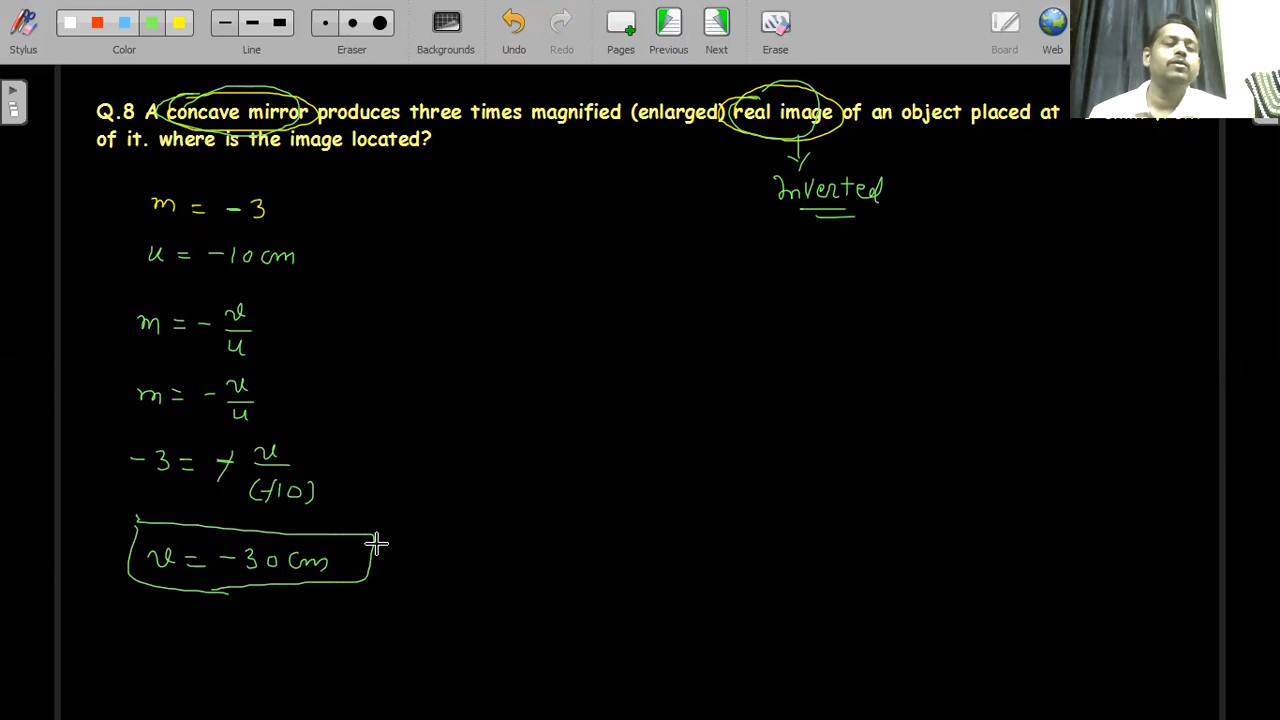 Stylus Color Line Eraser Backgrounds Undo Redo Pages Previous Next Erase Board Web
Q.8 A concave mirror produces three times magnified (enlarged) real image of an object placed at
of it. where is the image located?
Inverted
m = - 3
u = -10 cm
m = - v/u
m = - v/u
-3 = - v/(-10)
v = -30 cm